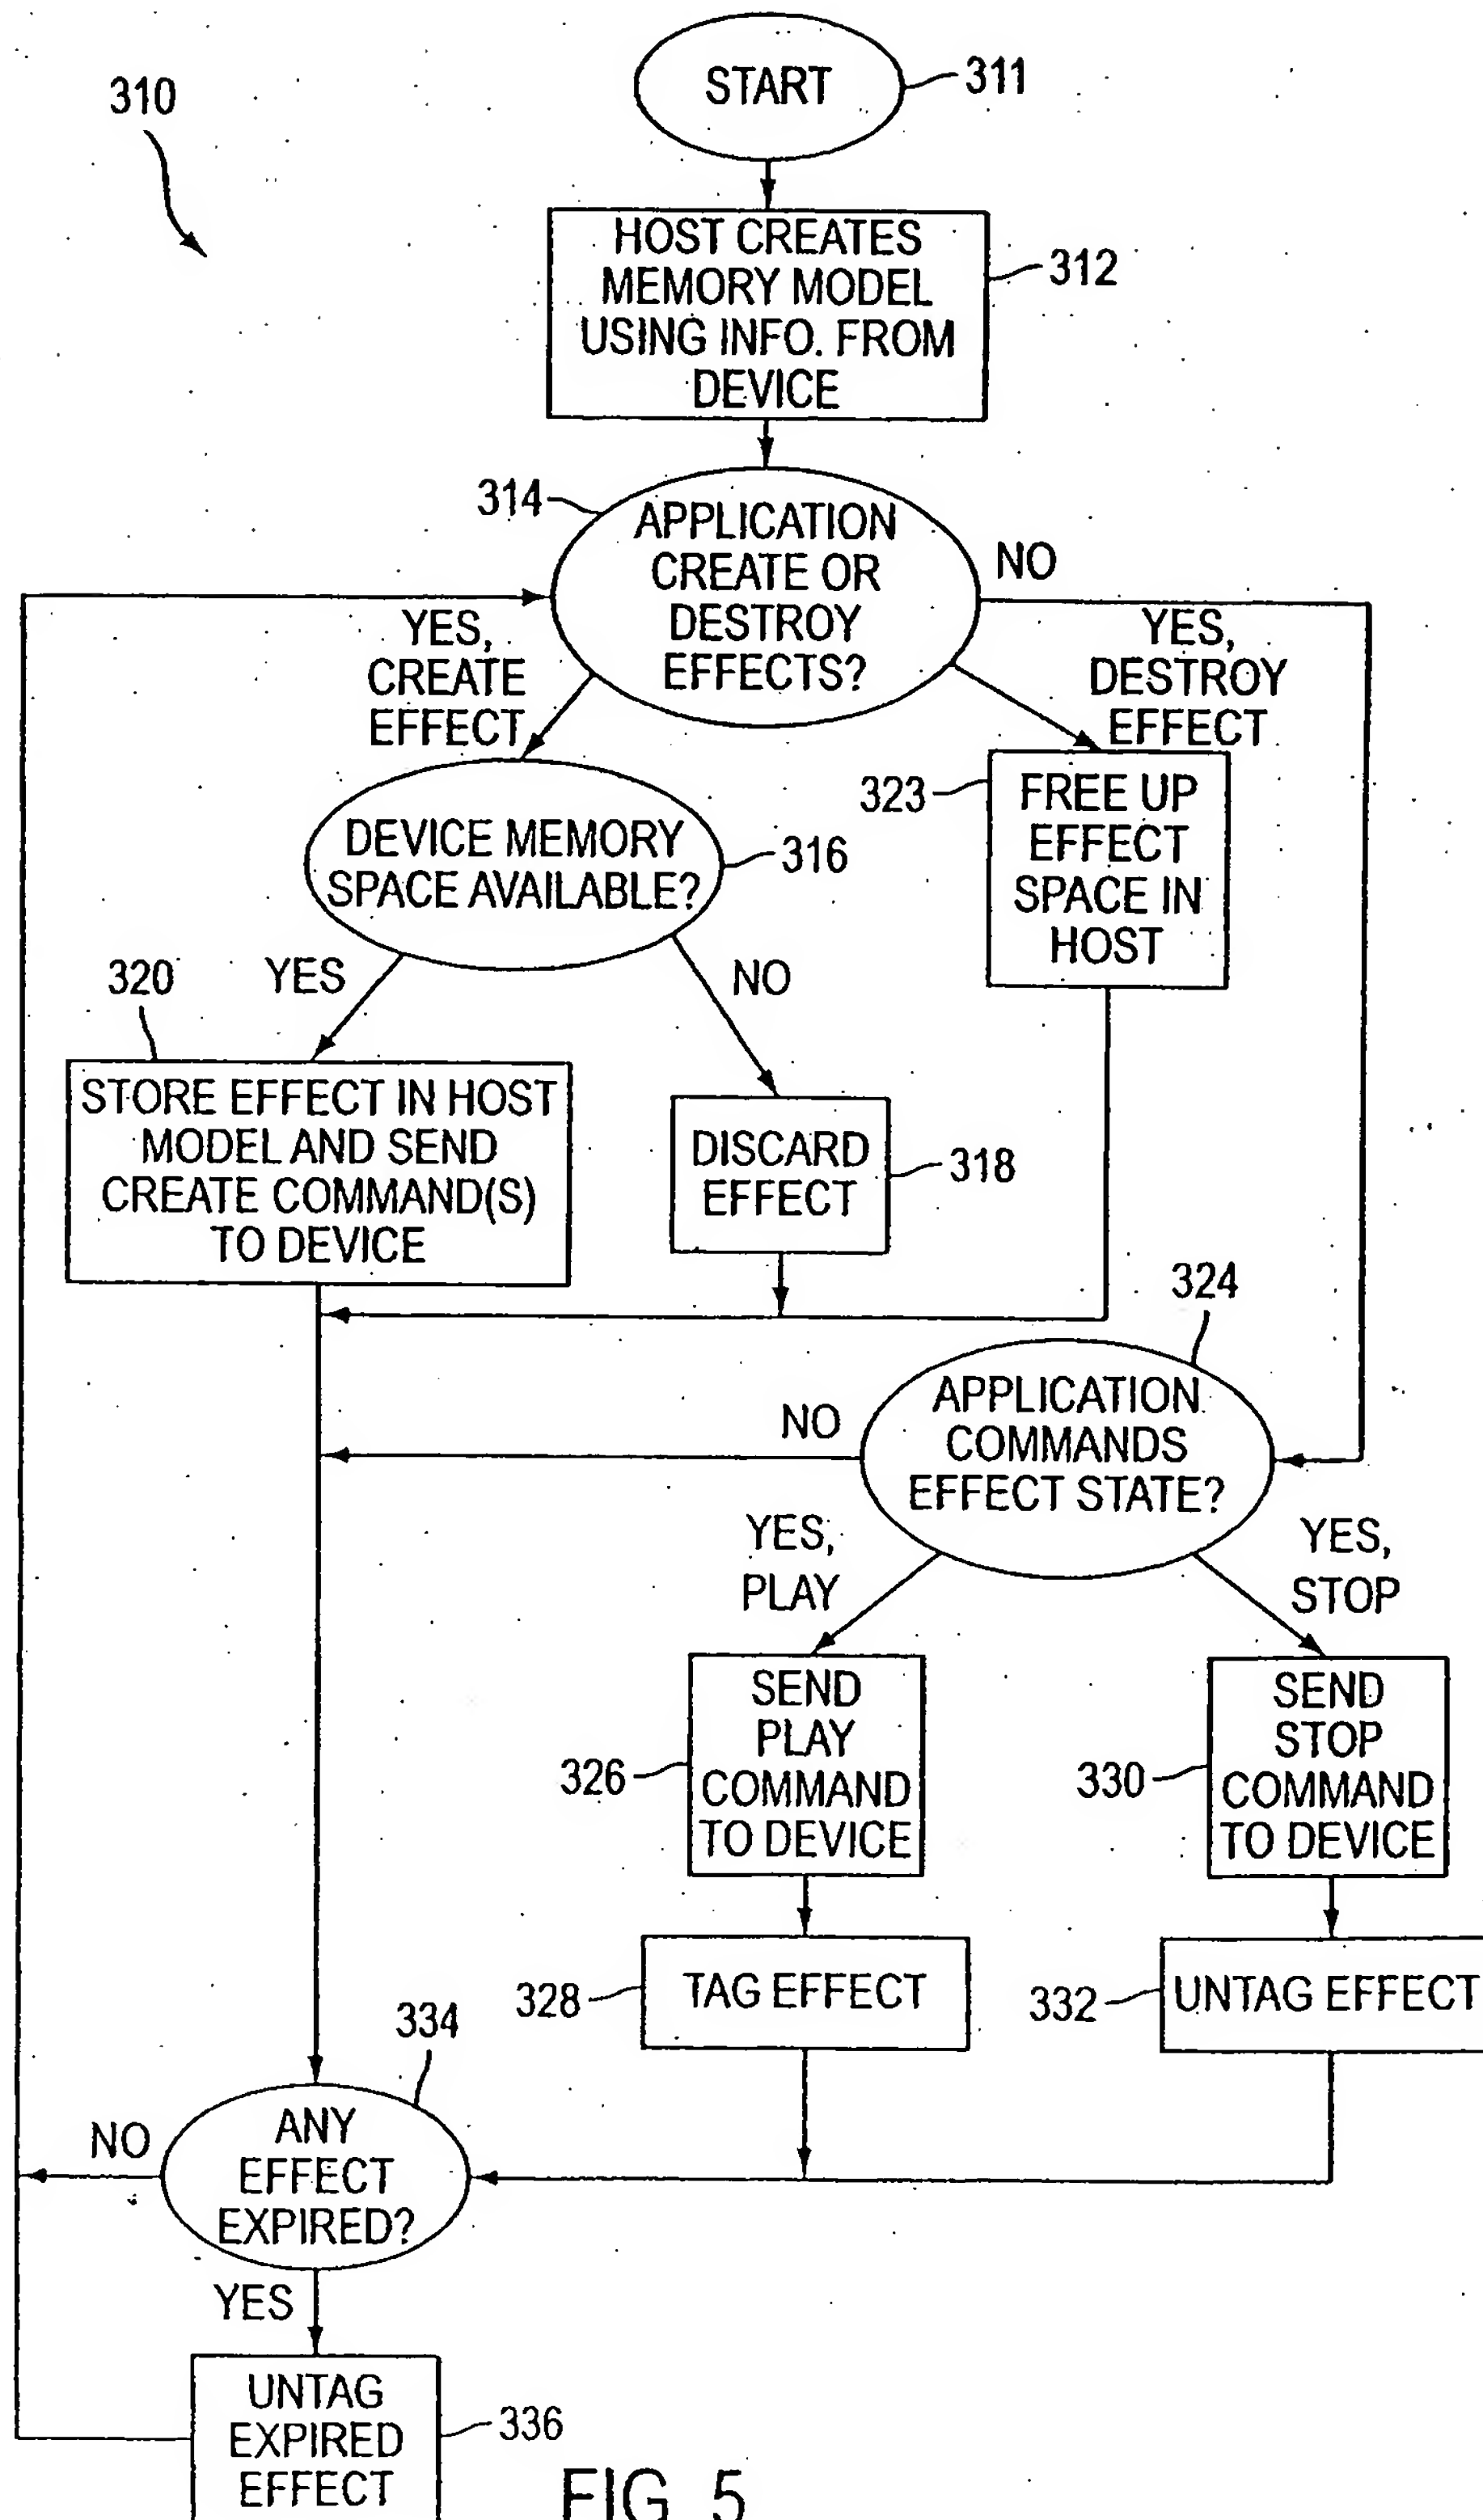 START
311
310
HOST CREATES
MEMORY MODEL
USING INFO. FROM
DEVICE
312
314
APPLICATION
CREATE OR
DESTROY
EFFECTS?
NO
YES,
CREATE
EFFECT
YES,
DESTROY
EFFECT
DEVICE MEMORY
SPACE AVAILABLE?
316
323
FREE UP
EFFECT
SPACE IN
HOST
320
YES
NO
STORE EFFECT IN HOST
MODEL AND SEND
CREATE COMMAND(S)
TO DEVICE
DISCARD
EFFECT
318
324
APPLICATION
COMMANDS
EFFECT STATE?
NO
YES,
PLAY
YES,
STOP
SEND
PLAY
COMMAND
TO DEVICE
326
SEND
STOP
COMMAND
TO DEVICE
330
TAG EFFECT
328
UNTAG EFFECT
332
334
ANY
EFFECT
EXPIRED?
NO
YES
UNTAG
EXPIRED
EFFECT
336
FIG. 5